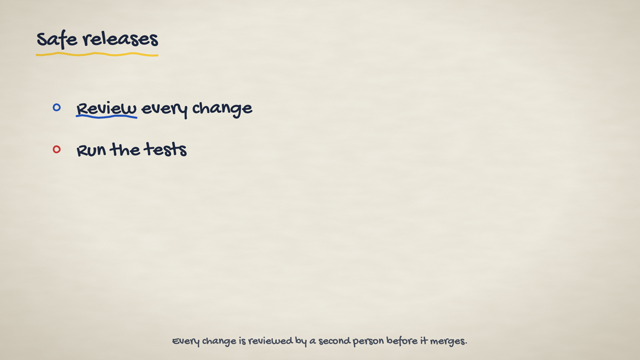 Safe releases
Review every change
Run the tests
Every change is reviewed by a second person before it merges.